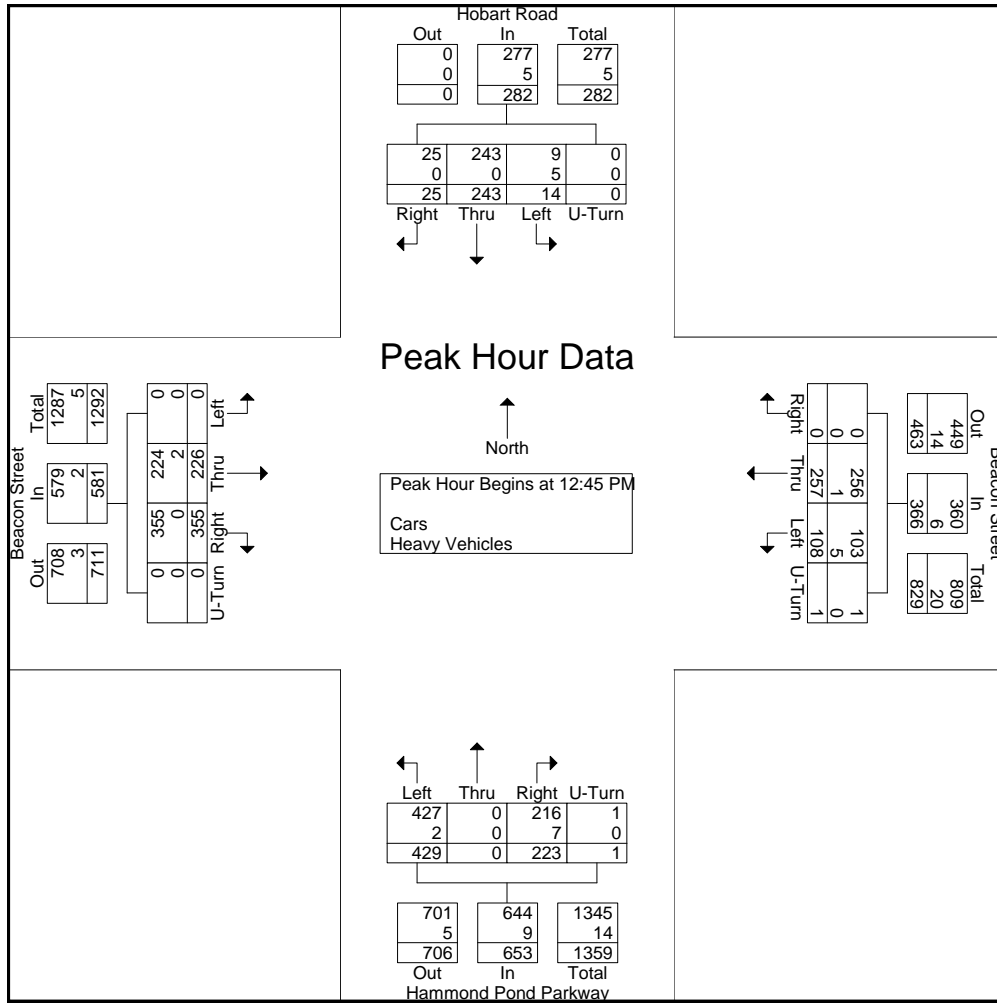 Hobart Road
Out In Total
0 277 277
0 5 5
0 282 282
25 243 9 0
0 0 5 0
25 243 14 0
Right Thru Left U-Turn
Peak Hour Data
North
Peak Hour Begins at 12:45 PM
Cars
Heavy Vehicles
Beacon Street
Total In Out
1287 579 708
5 2 3
1292 581 711
0 224 355 0
0 2 0 0
0 226 355 0
Left Thru Right U-Turn
Beacon Street
Out In Total
449 360 809
14 6 20
463 366 829
0 256 103 1
0 1 5 0
0 257 108 1
Right Thru Left U-Turn
Left Thru Right U-Turn
427 0 216 1
2 0 7 0
429 0 223 1
701 644 1345
5 9 14
706 653 1359
Out In Total
Hammond Pond Parkway